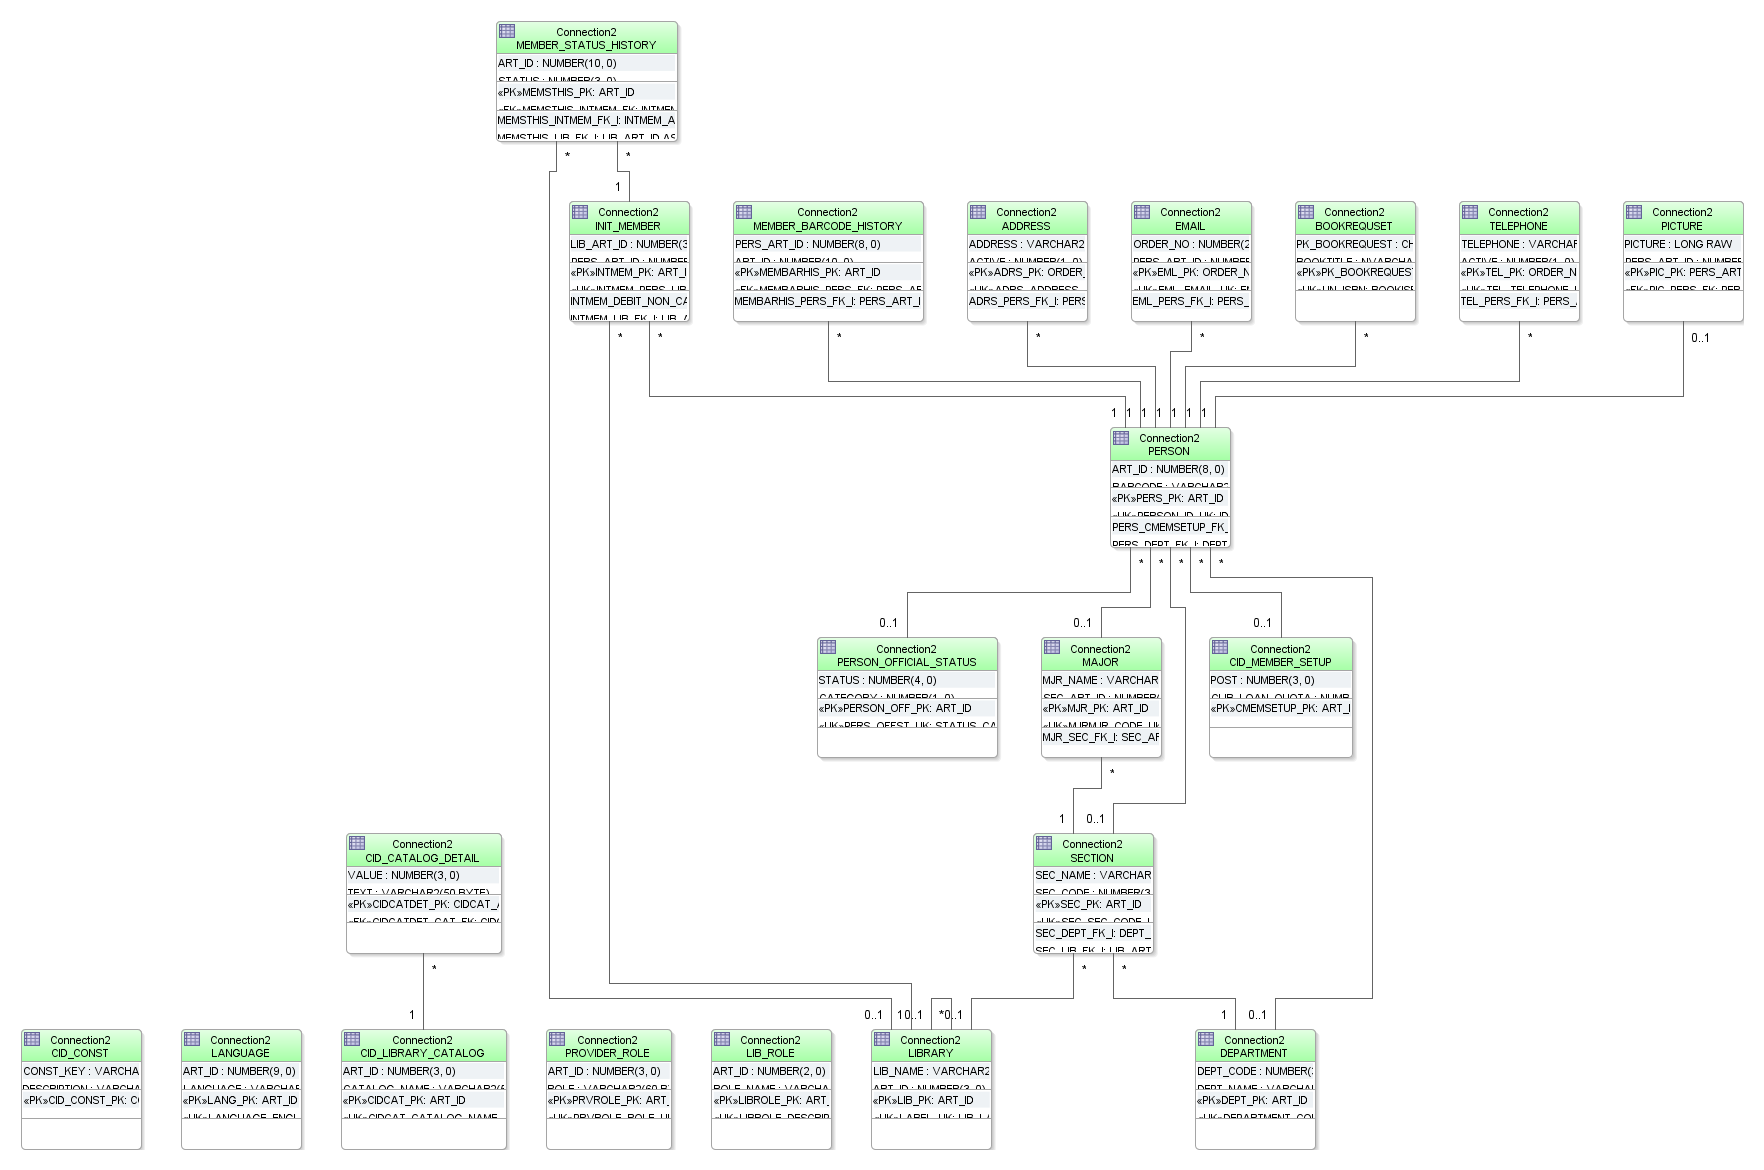 Connection2
MEMBER_STATUS_HISTORY
ART_ID : NUMBER(10, 0)
STATUS : NUMBER(3, 0)
«PK»MEMSTHIS_PK: ART_ID
«FK»MEMSTHIS_INTMEM_FK: INTMEM
MEMSTHIS_INTMEM_FK_I: INTMEM_A
MEMSTHIS_LIB_FK_I: LIB_ART_ID AS
*
*
1
Connection2
INIT_MEMBER
LIB_ART_ID : NUMBER(3
PERS_ART_ID : NUMBER
«PK»INTMEM_PK: ART_I
«UK»INTMEM_PERS_LIB
INTMEM_DEBIT_NON_CA
INTMEM_LIB_FK_I: LIB_A
Connection2
MEMBER_BARCODE_HISTORY
PERS_ART_ID : NUMBER(8, 0)
ART_ID : NUMBER(10, 0)
«PK»MEMBARHIS_PK: ART_ID
«FK»MEMBARHIS_PERS_FK: PERS_AR
MEMBARHIS_PERS_FK_I: PERS_ART_I
Connection2
ADDRESS
ADDRESS : VARCHAR2
ACTIVE : NUMBER(1, 0)
«PK»ADRS_PK: ORDER_
«UK»ADRS_ADDRESS_
ADRS_PERS_FK_I: PERS
Connection2
EMAIL
ORDER_NO : NUMBER(2
PERS_ART_ID : NUMBER
«PK»EML_PK: ORDER_N
«UK»EML_EMAIL_UK: EM
EML_PERS_FK_I: PERS_
Connection2
BOOKREQUSET
PK_BOOKREQUEST : CH
BOOKTITLE : NVARCHA
«PK»PK_BOOKREQUEST
«UK»UN_ISBN: BOOKISE
Connection2
TELEPHONE
TELEPHONE : VARCHAR
ACTIVE : NUMBER(1, 0)
«PK»TEL_PK: ORDER_N
«UK»TEL_TELEPHONE_
TEL_PERS_FK_I: PERS_
Connection2
PICTURE
PICTURE : LONG RAW
PERS_ART_ID : NUMBER
«PK»PIC_PK: PERS_ART
«FK»PIC_PERS_FK: PER
* * * * * * * 0..1
1 1 1 1 1 1 1
Connection2
PERSON
ART_ID : NUMBER(8, 0)
BARCODE : VARCHAR2
«PK»PERS_PK: ART_ID
«UK»PERSON_ID_UK: ID
PERS_CMEMSETUP_FK_
PERS_DEPT_FK_I: DEPT
* * * * *
0..1 0..1 0..1
Connection2
PERSON_OFFICIAL_STATUS
STATUS : NUMBER(4, 0)
CATEGORY : NUMBER(1, 0)
«PK»PERSON_OFF_PK: ART_ID
«UK»PERS_OFFST_UK: STATUS_CA
Connection2
MAJOR
MJR_NAME : VARCHAR
SEC_ART_ID : NUMBER(
«PK»MJR_PK: ART_ID
«UK»MJRMJR_CODE_UK
MJR_SEC_FK_I: SEC_AR
Connection2
CID_MEMBER_SETUP
POST : NUMBER(3, 0)
CLIB_LOAN_QUOTA : NUMB
«PK»CMEMSETUP_PK: ART_I
*
1 0..1
Connection2
CID_CATALOG_DETAIL
VALUE : NUMBER(3, 0)
TEXT : VARCHAR2(50 BYTE)
«PK»CIDCATDET_PK: CIDCAT_A
«FK»CIDCATDET_CAT_FK: CID
Connection2
SECTION
SEC_NAME : VARCHAR
SEC_CODE : NUMBER(3
«PK»SEC_PK: ART_ID
«UK»SEC_SEC_CODE_
SEC_DEPT_FK_I: DEPT_
SEC_LIB_FK_I: LIB_ART
* * *
1 0..1 1 0..1 * 0..1 1 0..1
Connection2
CID_CONST
CONST_KEY : VARCHA
DESCRIPTION : VARCHA
«PK»CID_CONST_PK: C
Connection2
LANGUAGE
ART_ID : NUMBER(9, 0)
LANGUAGE : VARCHAR
«PK»LANG_PK: ART_ID
«UK»LANGUAGE_ENGL
Connection2
CID_LIBRARY_CATALOG
ART_ID : NUMBER(3, 0)
CATALOG_NAME : VARCHAR2(6
«PK»CIDCAT_PK: ART_ID
«UK»CIDCAT_CATALOG_NAME_
Connection2
PROVIDER_ROLE
ART_ID : NUMBER(3, 0)
ROLE : VARCHAR2(60 B
«PK»PRVROLE_PK: ART_
«UK»PRVROLE_ROLE_U
Connection2
LIB_ROLE
ART_ID : NUMBER(2, 0)
ROLE_NAME : VARCHA
«PK»LIBROLE_PK: ART_
«UK»LIBROLE_DESCRIP
Connection2
LIBRARY
LIB_NAME : VARCHAR2
ART_ID : NUMBER(3, 0)
«PK»LIB_PK: ART_ID
«UK»LABEL_UK: LIB_LA
Connection2
DEPARTMENT
DEPT_CODE : NUMBER(
DEPT_NAME : VARCHA
«PK»DEPT_PK: ART_ID
«UK»DEPARTMENT_CO